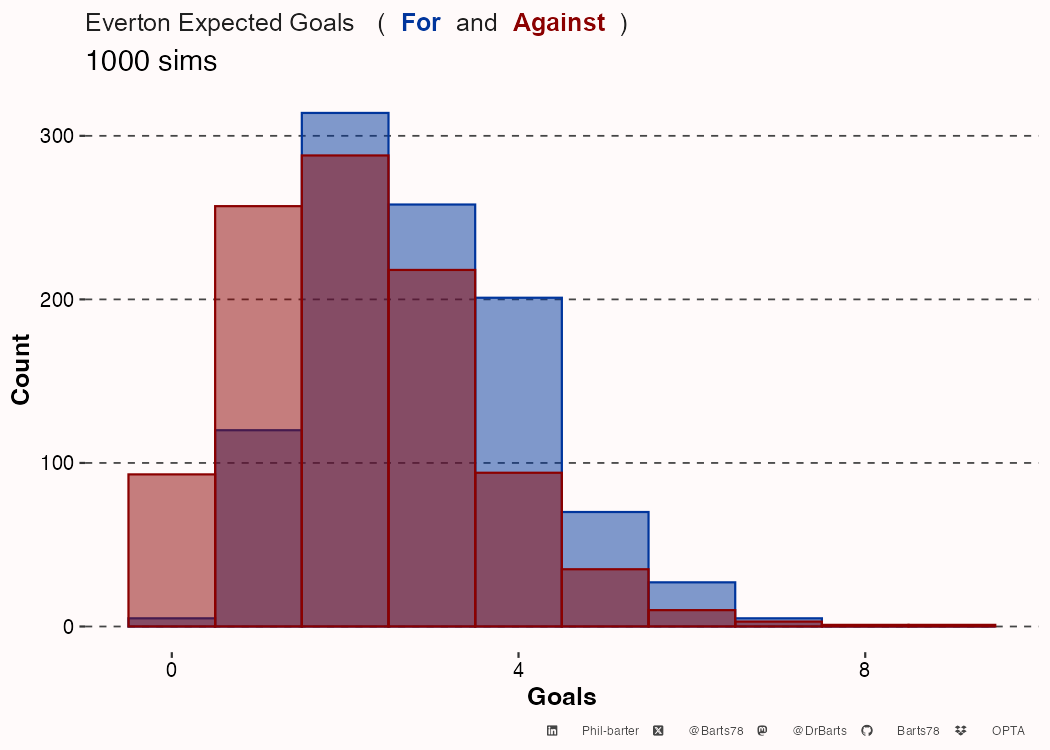 Everton Expected Goals ( For and Against )
1000 sims
300
200
100
0
Count
0 4 8
Goals
Phil-barter @Barts78 @DrBarts Barts78 OPTA